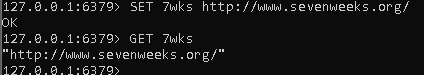 127.0.0.1:6379> SET 7wks http://www.sevenweeks.org/
OK
127.0.0.1:6379> GET 7wks
"http://www.sevenweeks.org/"
127.0.0.1:6379>